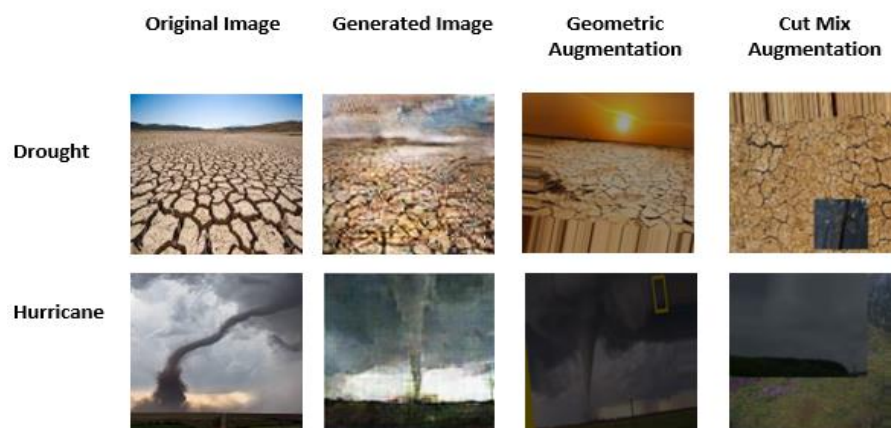 Original Image
Generated Image
Geometric
Augmentation
Cut Mix
Augmentation
Drought
Hurricane